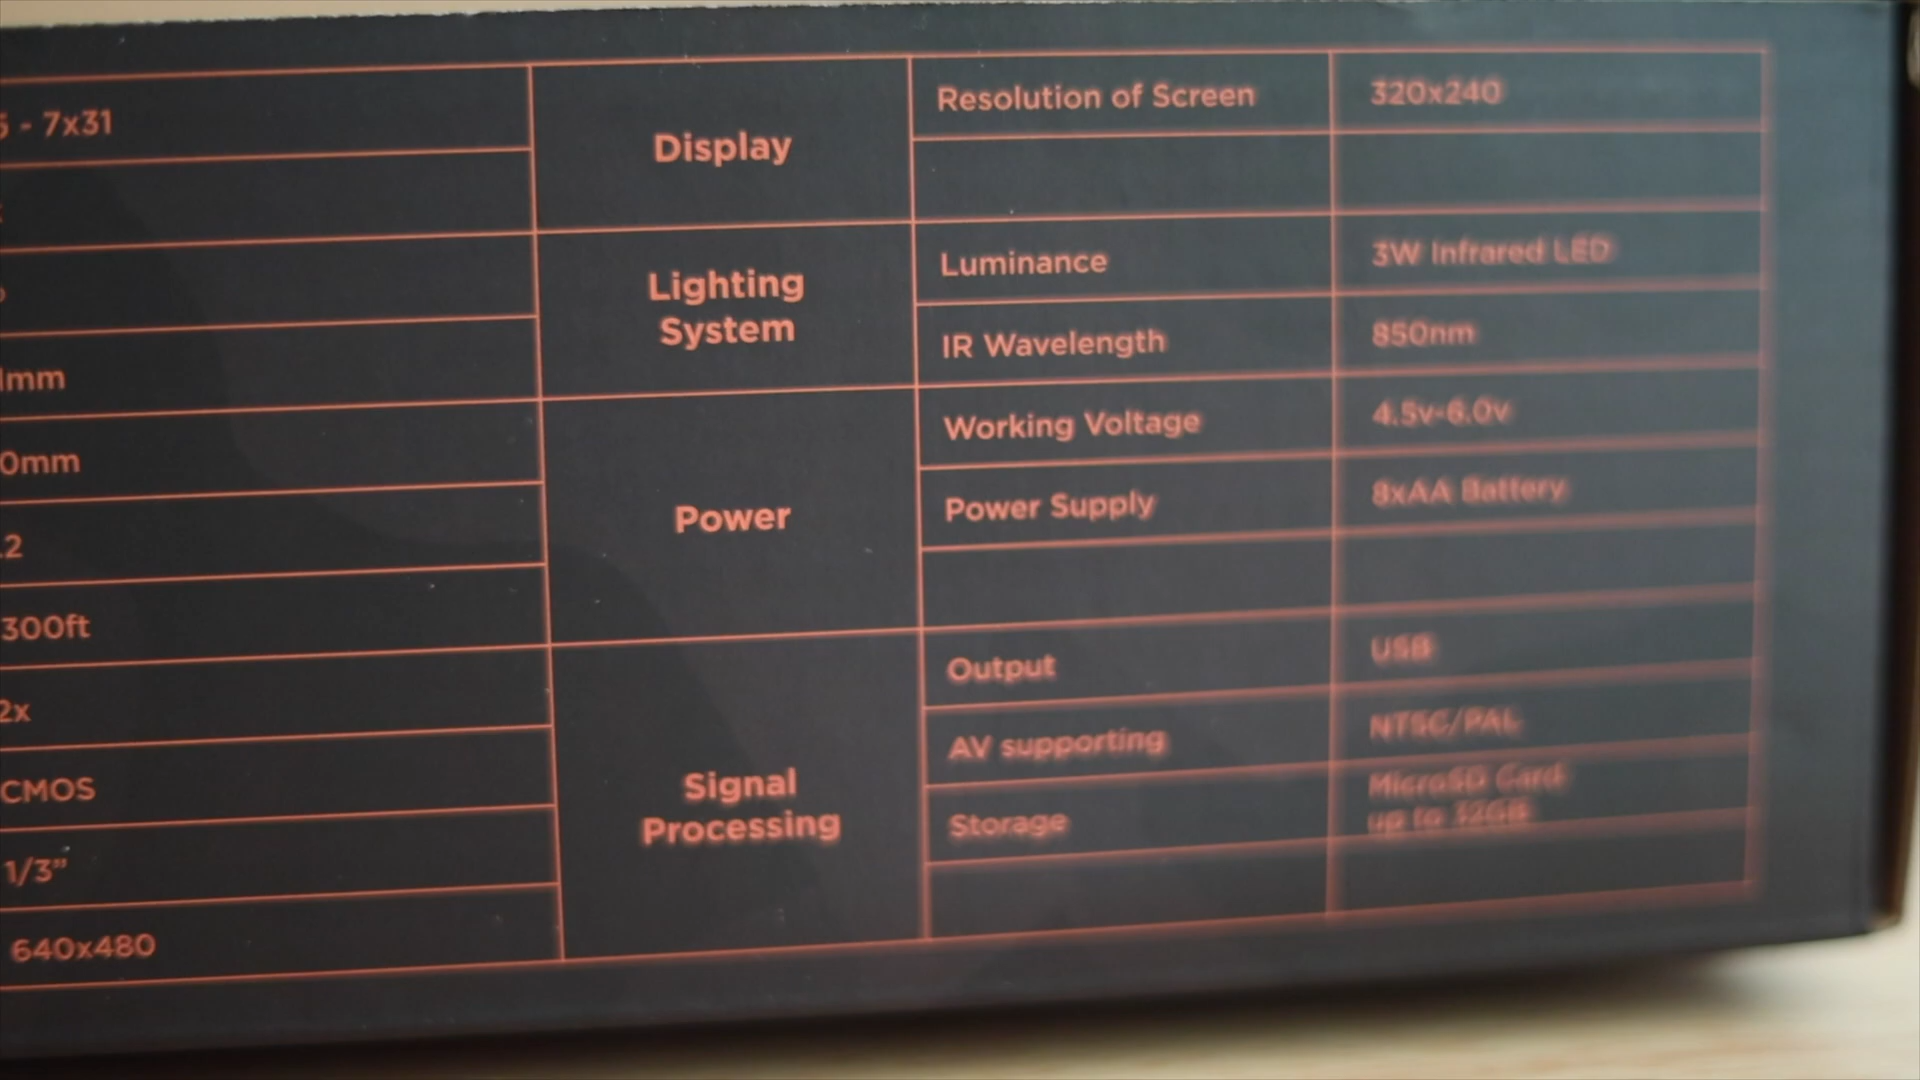 7x31
Display
Resolution of Screen
320x240
Lighting
System
Luminance
3W Infrared LED
mm
IR Wavelength
850nm
0mm
Power
Working Voltage
4.5v-6.0v
.2
Power Supply
8xAA Battery
300ft
2x
Signal
Processing
Output
USB
CMOS
AV supporting
NTSC/PAL
1/3”
Storage
MicroSD Card
up to 32GB
640x480